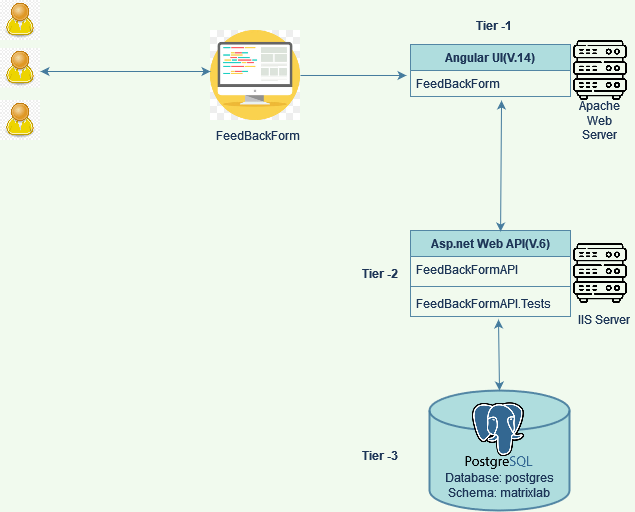 Tier -1
Angular UI(V.14)
FeedBackForm
Apache
Web
Server
FeedBackForm
Asp.net Web API(V.6)
FeedBackFormAPI
Tier -2
FeedBackFormAPI.Tests
IIS Server
Tier -3
PostgreSQL
Database: postgres
Schema: matrixlab